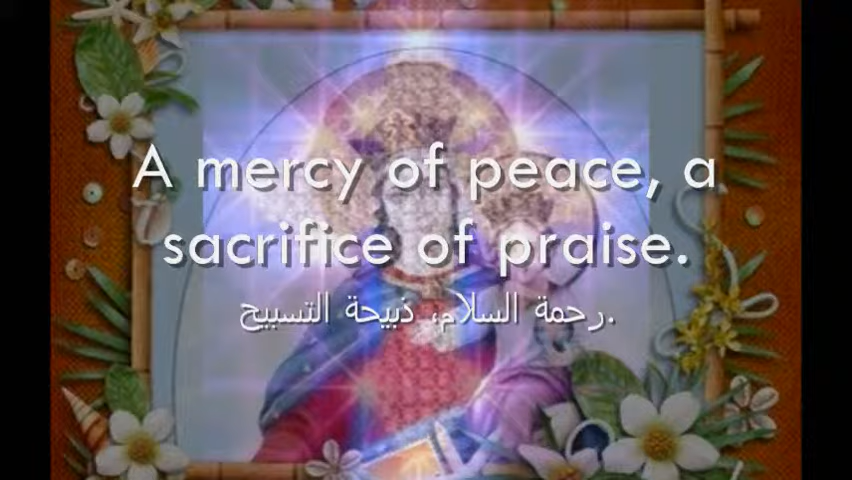 A mercy of peace, a
sacrifice of praise.
رحمة السلام، ذبيحة التسبيح.